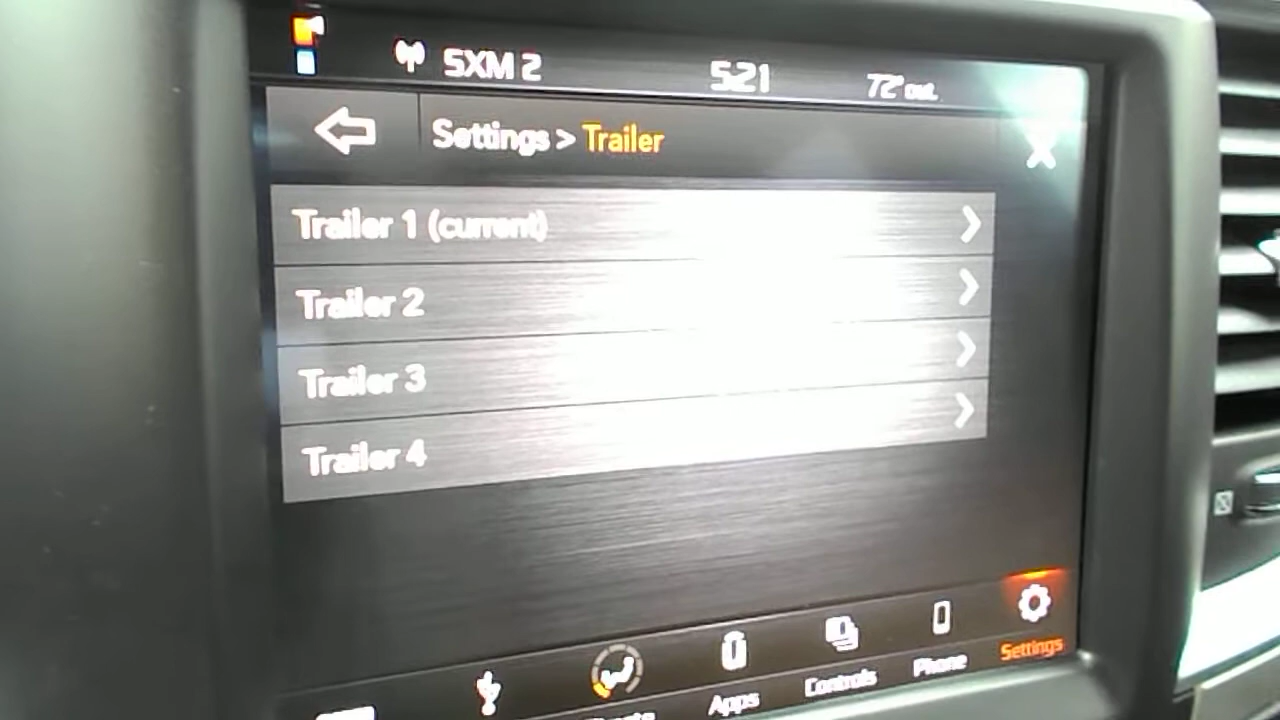 SXM 2 5:21 72° out
Settings > Trailer X
Trailer 1 (current)
Trailer 2
Trailer 3
Trailer 4
Apps Controls Phone Settings